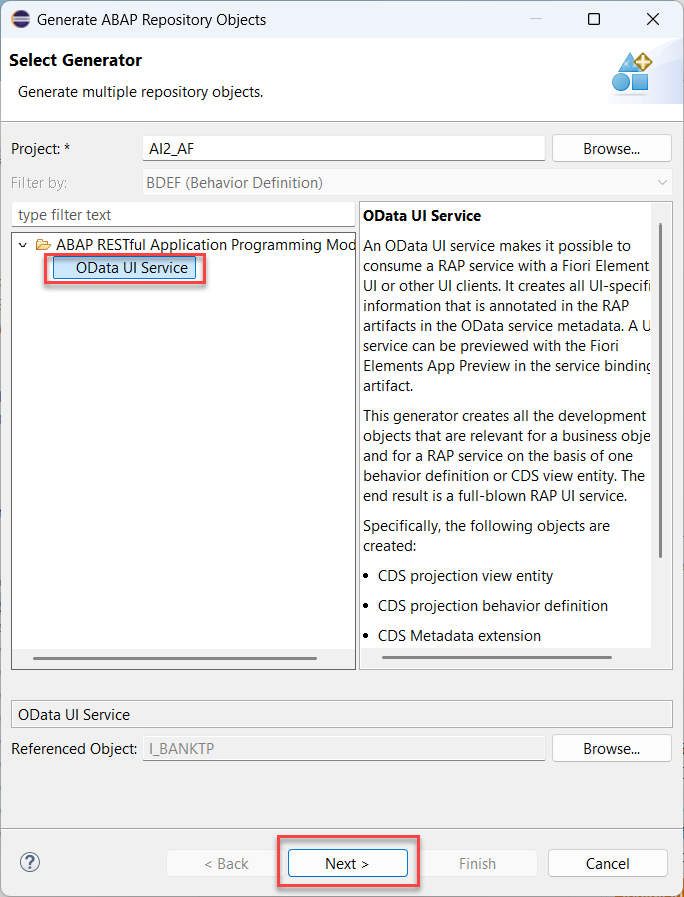 Generate ABAP Repository Objects
Select Generator
Generate multiple repository objects.
Project: *
AI2_AF
Browse...
Filter by:
BDEF (Behavior Definition)
type filter text
ABAP RESTful Application Programming Mod
OData UI Service
OData UI Service
An OData UI service makes it possible to
consume a RAP service with a Fiori Element
UI or other UI clients. It creates all UI-specifi
information that is annotated in the RAP
artifacts in the OData service metadata. A U
service can be previewed with the Fiori
Elements App Preview in the service binding
artifact.
This generator creates all the development
objects that are relevant for a business obje
and for a RAP service on the basis of one
behavior definition or CDS view entity. The
end result is a full-blown RAP UI service.
Specifically, the following objects are
created:
• CDS projection view entity
• CDS projection behavior definition
• CDS Metadata extension
OData UI Service
Referenced Object:
I_BANKTP
Browse...
?
< Back
Next >
Finish
Cancel